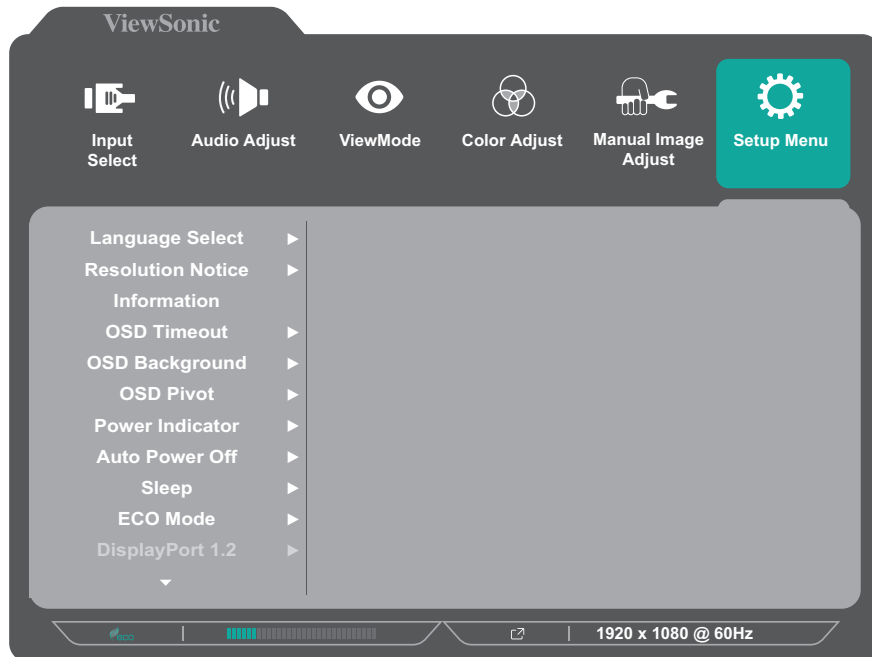 ViewSonic
Input
Select
Audio Adjust
ViewMode
Color Adjust
Manual Image
Adjust
Setup Menu
Language Select
Resolution Notice
Information
OSD Timeout
OSD Background
OSD Pivot
Power Indicator
Auto Power Off
Sleep
ECO Mode
DisplayPort 1.2
eco
1920 x 1080 @ 60Hz